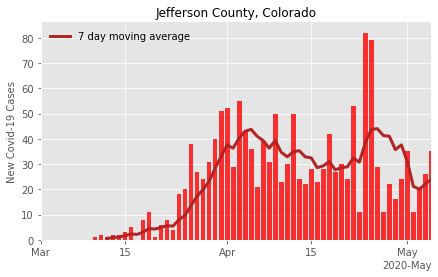 Jefferson County, Colorado
7 day moving average
New Covid-19 Cases
80
70
60
50
40
30
20
10
0
Mar
15
Apr
15
May
2020-May